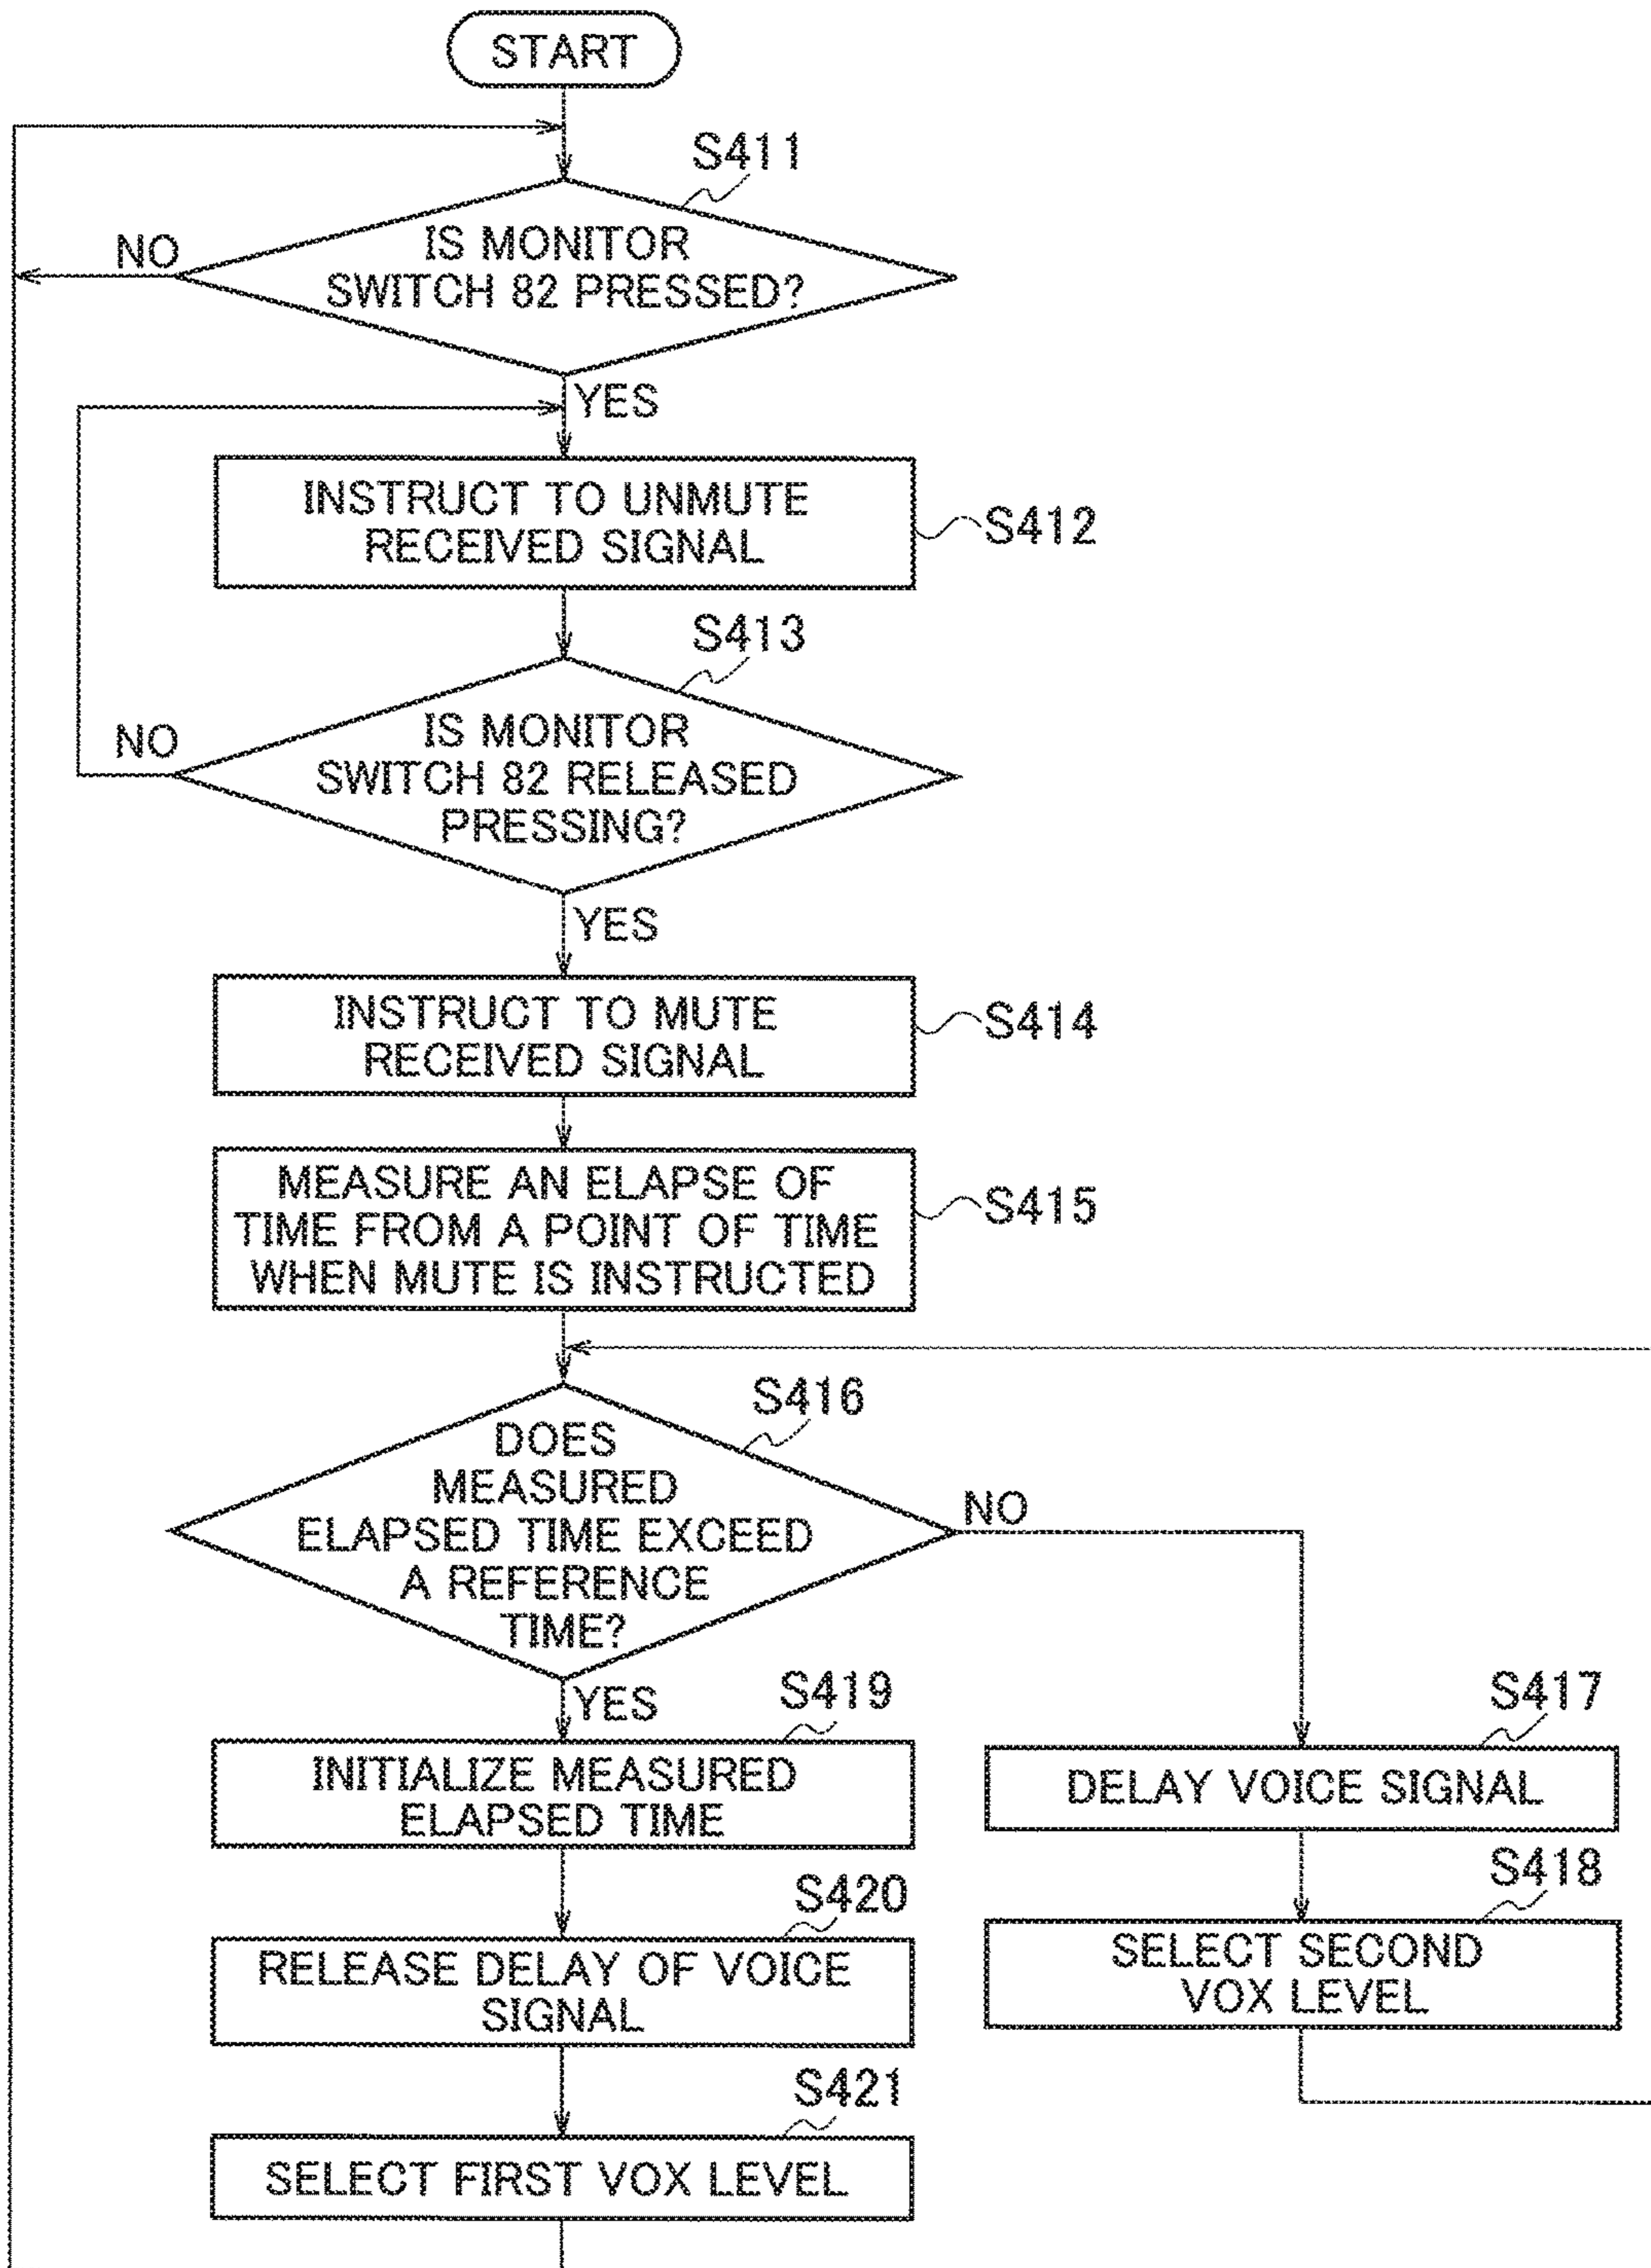 START
S411
IS MONITOR
SWITCH 82 PRESSED?
NO
YES
INSTRUCT TO UNMUTE
RECEIVED SIGNAL
S412
S413
IS MONITOR
SWITCH 82 RELEASED
PRESSING?
NO
YES
INSTRUCT TO MUTE
RECEIVED SIGNAL
S414
MEASURE AN ELAPSE OF
TIME FROM A POINT OF TIME
WHEN MUTE IS INSTRUCTED
S415
S416
DOES
MEASURED
ELAPSED TIME EXCEED
A REFERENCE
TIME?
NO
YES
S419
INITIALIZE MEASURED
ELAPSED TIME
S417
DELAY VOICE SIGNAL
S420
RELEASE DELAY OF VOICE
SIGNAL
S418
SELECT SECOND
VOX LEVEL
S421
SELECT FIRST VOX LEVEL